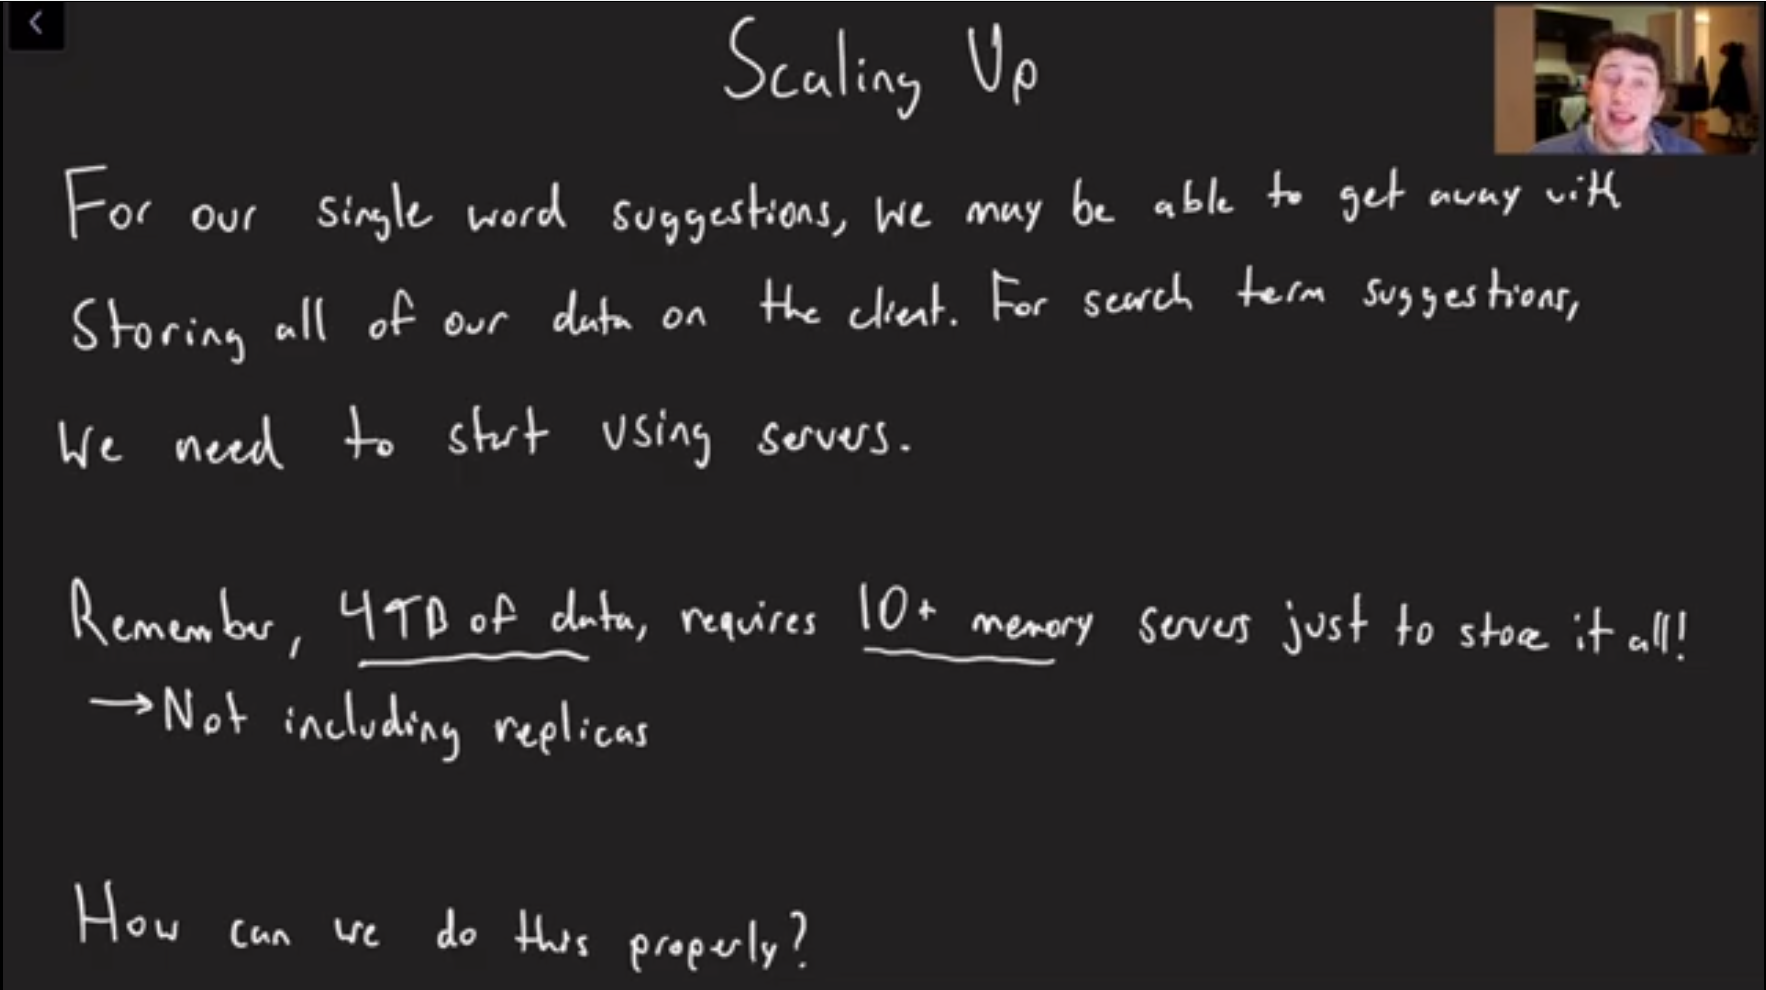 Scaling Up
For our single word suggestions, we may be able to get away with
storing all of our data on the client. For search term suggestions,
we need to start using servers.
Remember, 4TB of data, requires 10+ memory servers just to store it all!
→ Not including replicas
How can we do this properly?